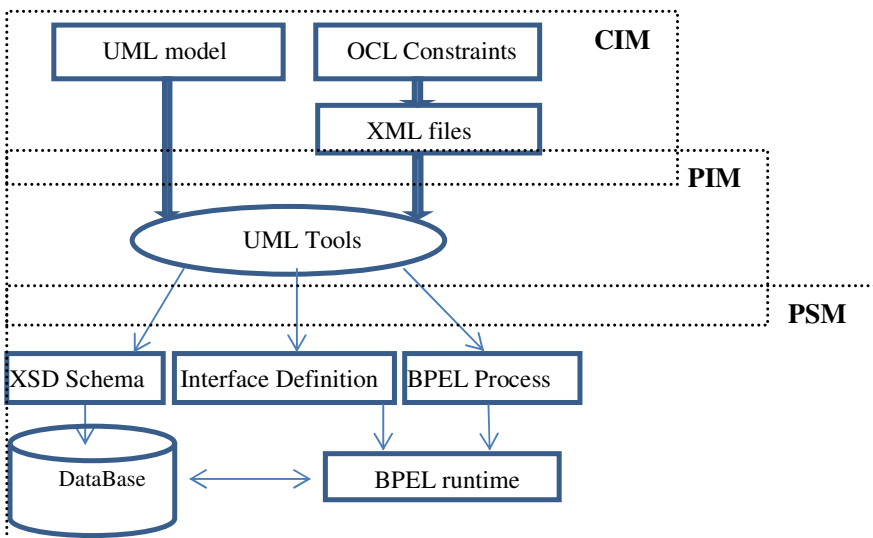 UML model
OCL Constraints
CIM
XML files
PIM
UML Tools
PSM
XSD Schema
Interface Definition
BPEL Process
DataBase
BPEL runtime